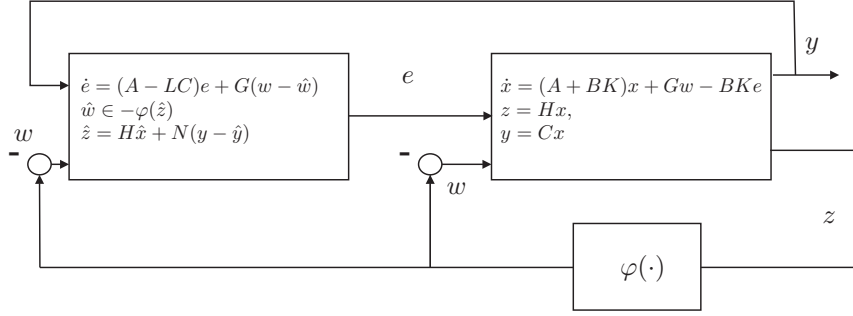 y
ė = (A − LC)e + G(w − ŵ)
ŵ ∈ −φ(ẑ)
ẑ = Hx̂ + N(y − ŷ)
e
ẋ = (A + BK)x + Gw − BKe
z = Hx,
y = Cx
w
-
-
w
z
φ(·)